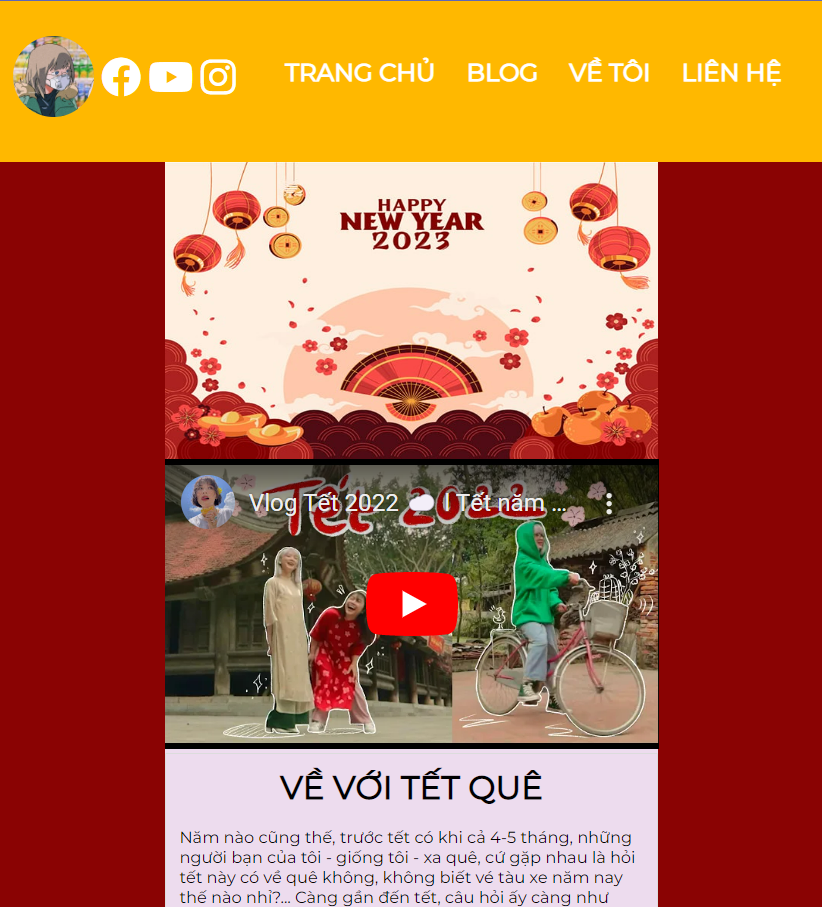 TRANG CHỦ BLOG VỀ TÔI LIÊN HỆ
HAPPY
NEW YEAR
2023
Vlog Tết 2022 ☁️ l Tết năm ...
Tết 2022
VỀ VỚI TẾT QUÊ
Năm nào cũng thế, trước tết có khi cả 4-5 tháng, những
người bạn của tôi - giống tôi - xa quê, cứ gặp nhau là hỏi
tết này có về quê không, không biết vé tàu xe năm nay
thế nào nhỉ?... Càng gần đến tết, câu hỏi ấy càng như